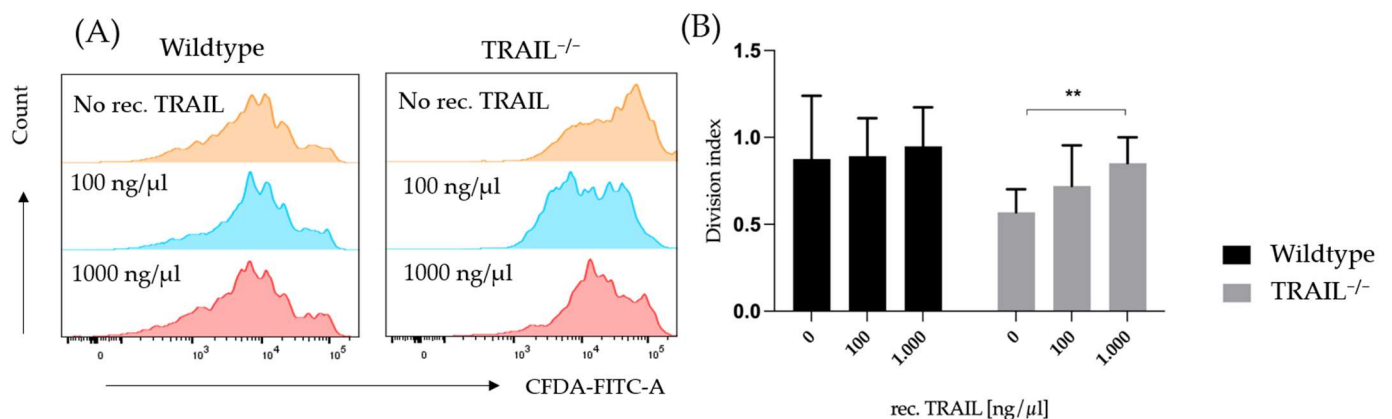 (A)
Wildtype
TRAIL⁻/⁻
Count
No rec. TRAIL
No rec. TRAIL
100 ng/μl
100 ng/μl
1000 ng/μl
1000 ng/μl
0 10³ 10⁴ 10⁵
0 10³ 10⁴ 10⁵
CFDA-FITC-A
(B)
Division index
1.5
1.0
0.5
0.0
**
0 100 1.000 0 100 1.000
rec. TRAIL [ng/μl]
Wildtype
TRAIL⁻/⁻